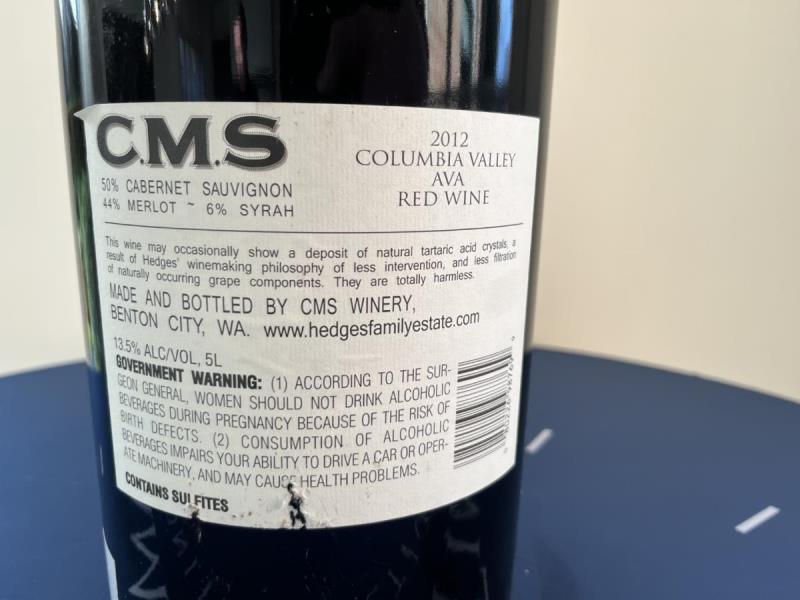 C.M.S
50% CABERNET SAUVIGNON
44% MERLOT ~ 6% SYRAH
2012
COLUMBIA VALLEY
AVA
RED WINE
This wine may occasionally show a deposit of natural tartaric acid crystals, a
result of Hedges' winemaking philosophy of less intervention, and less filtration
of naturally occurring grape components. They are totally harmless.
MADE AND BOTTLED BY CMS WINERY,
BENTON CITY, WA. www.hedgesfamilyestate.com
13.5% ALC/VOL, 5L
GOVERNMENT WARNING: (1) ACCORDING TO THE SUR-
GEON GENERAL, WOMEN SHOULD NOT DRINK ALCOHOLIC
BEVERAGES DURING PREGNANCY BECAUSE OF THE RISK OF
BIRTH DEFECTS. (2) CONSUMPTION OF ALCOHOLIC
BEVERAGES IMPAIRS YOUR ABILITY TO DRIVE A CAR OR OPER-
ATE MACHINERY, AND MAY CAUSE HEALTH PROBLEMS.
CONTAINS SULFITES